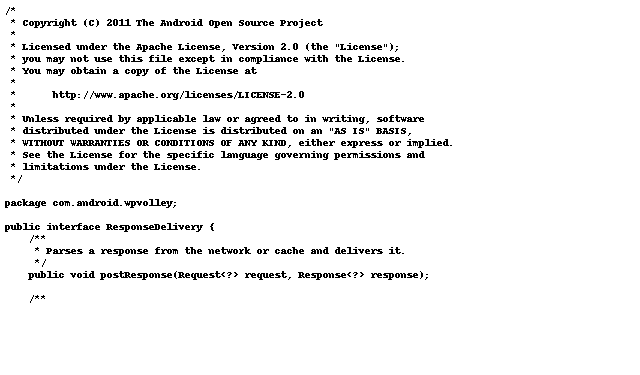 /*
 * Copyright (C) 2011 The Android Open Source Project
 *
 * Licensed under the Apache License, Version 2.0 (the "License");
 * you may not use this file except in compliance with the License.
 * You may obtain a copy of the License at
 *
 *      http://www.apache.org/licenses/LICENSE-2.0
 *
 * Unless required by applicable law or agreed to in writing, software
 * distributed under the License is distributed on an "AS IS" BASIS,
 * WITHOUT WARRANTIES OR CONDITIONS OF ANY KIND, either express or implied.
 * See the License for the specific language governing permissions and
 * limitations under the License.
 */

package com.android.wpvolley;

public interface ResponseDelivery {
    /**
     * Parses a response from the network or cache and delivers it.
     */
    public void postResponse(Request<?> request, Response<?> response);

    /**